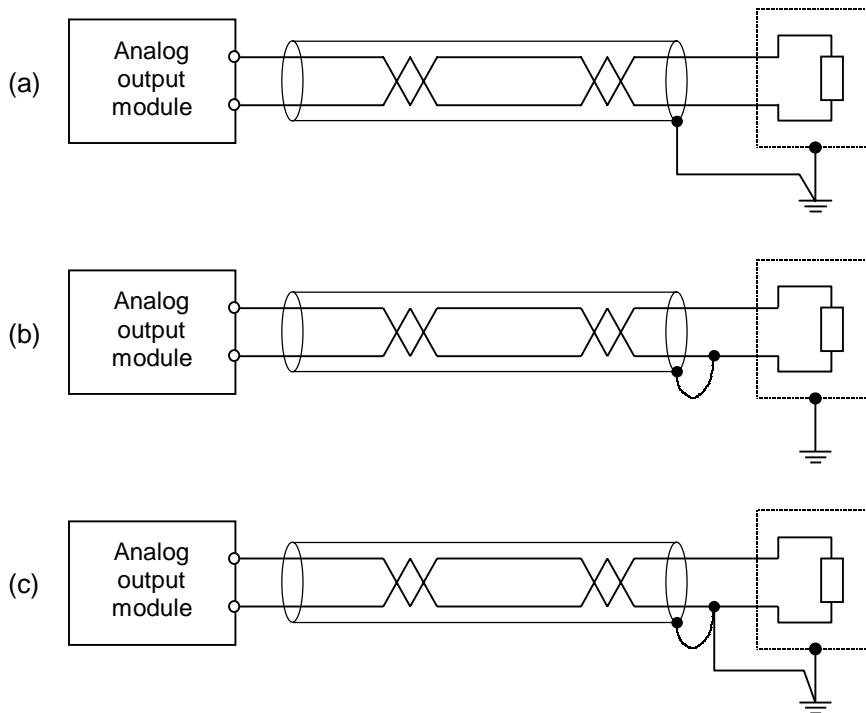 (a)
Analog
output
module
(b)
Analog
output
module
(c)
Analog
output
module